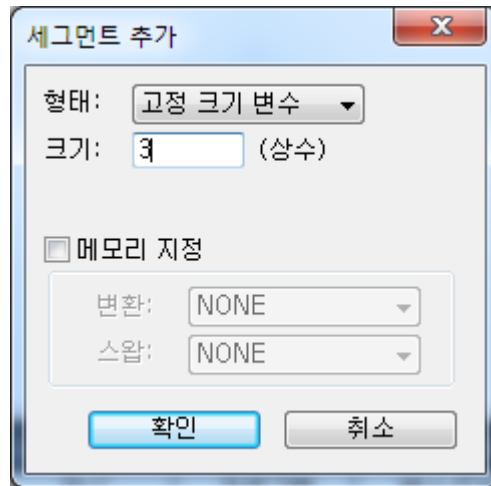 세그먼트 추가
형태: 고정 크기 변수
크기: 3 (상수)
메모리 지정
변환: NONE
스왑: NONE
확인 취소